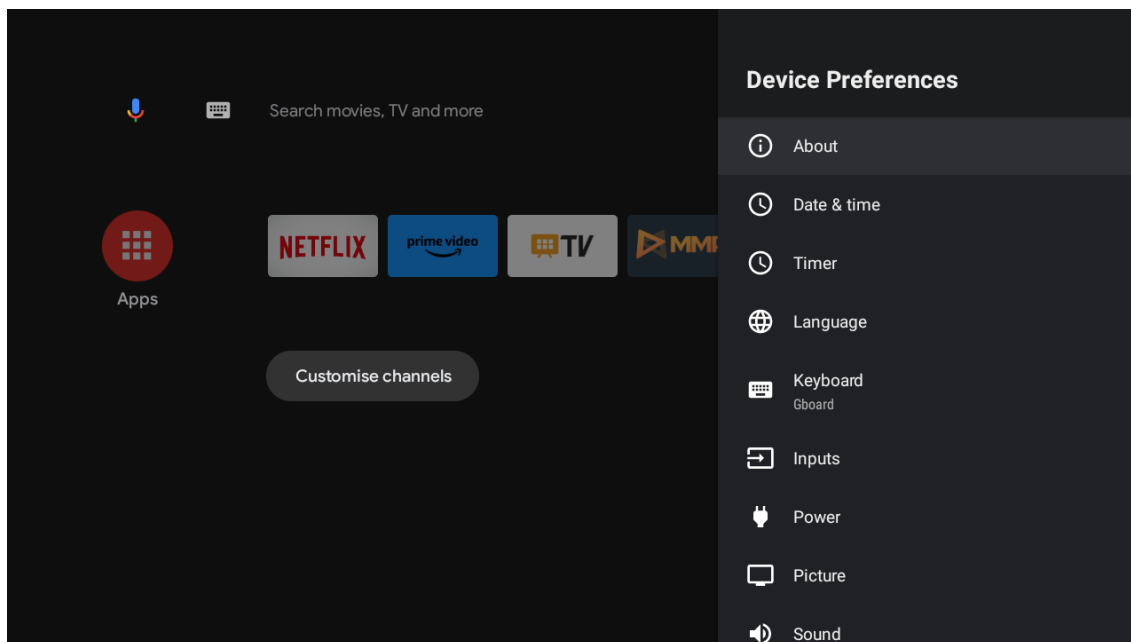 Search movies, TV and more
NETFLIX
prime video
TV
Apps
Customise channels
Device Preferences
About
Date & time
Timer
Language
Keyboard
Gboard
Inputs
Power
Picture
Sound